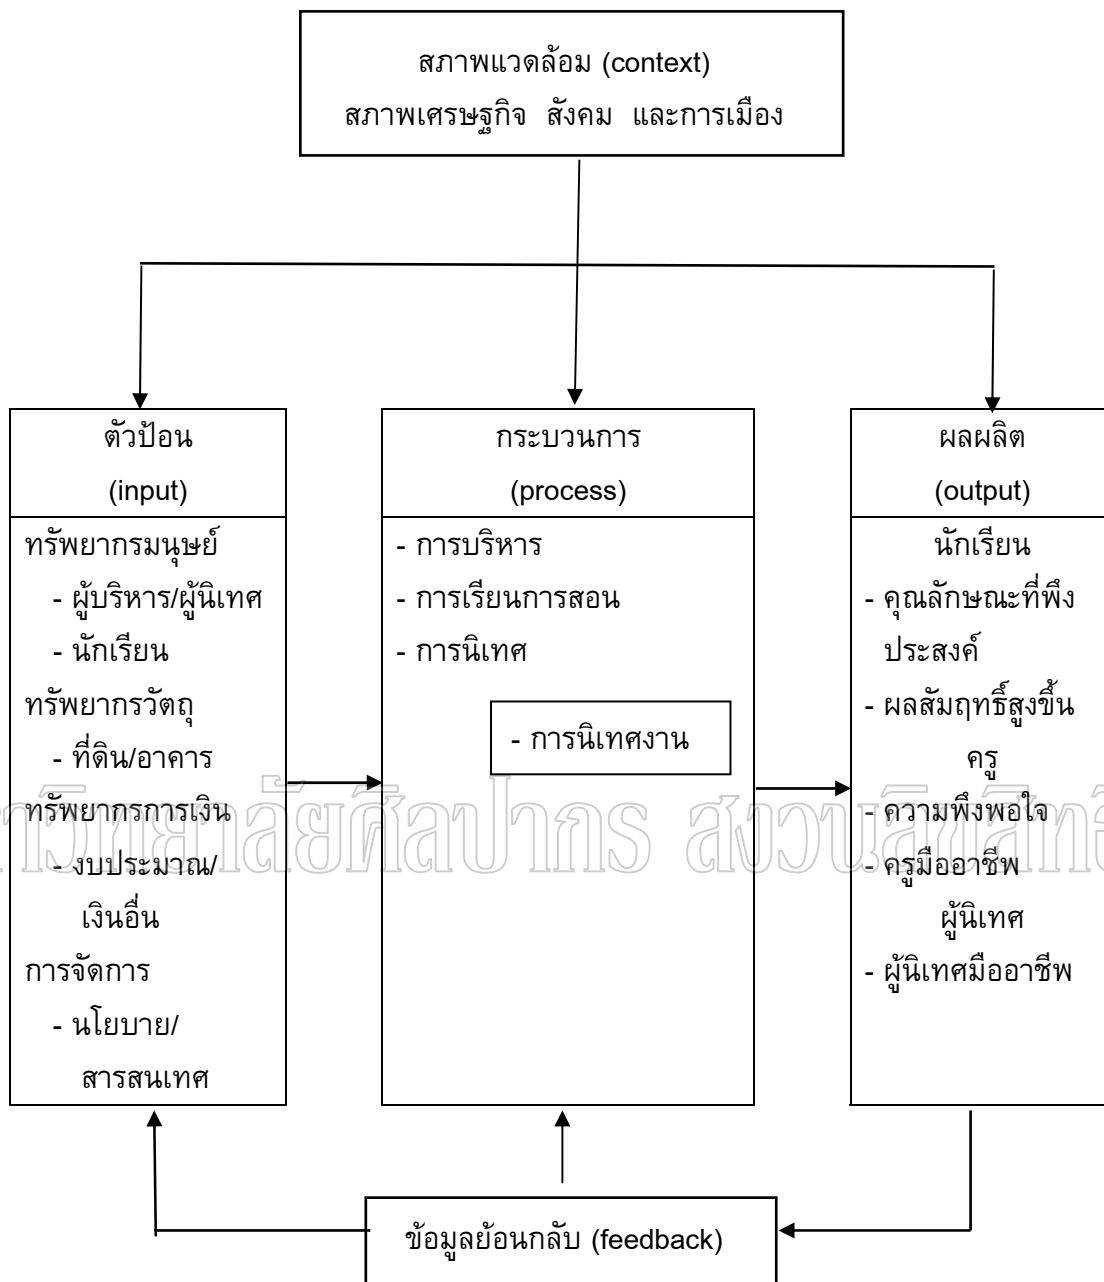 สภาพแวดล้อม (context)
สภาพเศรษฐกิจ สังคม และการเมือง
ตัวป้อน
(input)
ทรัพยากรมนุษย์
- ผู้บริหาร/ผู้นิเทศ
- นักเรียน
ทรัพยากรวัตถุ
- ที่ดิน/อาคาร
ทรัพยากรการเงิน
- งบประมาณ/
เงินอื่น
การจัดการ
- นโยบาย/
สารสนเทศ
กระบวนการ
(process)
- การบริหาร
- การเรียนการสอน
- การนิเทศ
- การนิเทศงาน
ผลผลิต
(output)
นักเรียน
- คุณลักษณะที่พึง
ประสงค์
- ผลสัมฤทธิ์สูงขึ้น
ครู
- ความพึงพอใจ
- ครูมืออาชีพ
ผู้นิเทศ
- ผู้นิเทศมืออาชีพ
ข้อมูลย้อนกลับ (feedback)